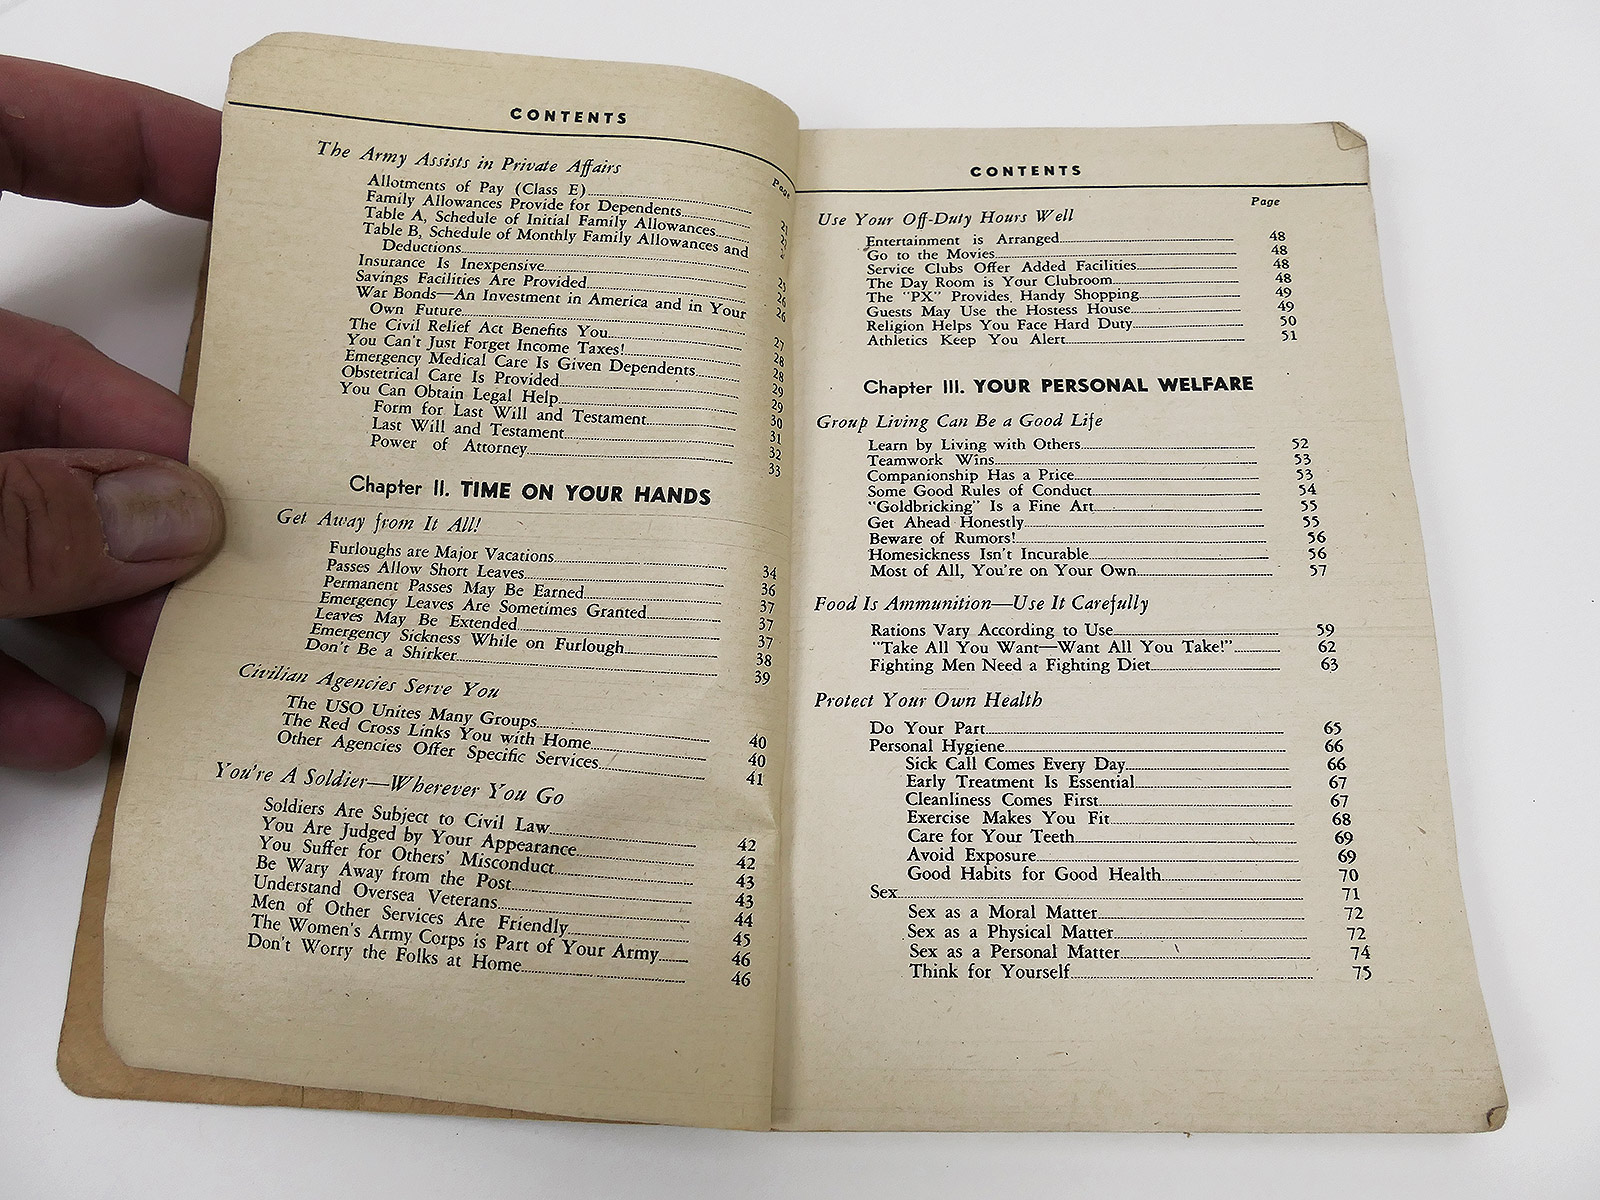 CONTENTS
Page
The Army Assists in Private Affairs
Allotments of Pay (Class E)
Family Allowances Provide for Dependents
Table A, Schedule of Initial Family Allowances
Table B, Schedule of Monthly Family Allowances and
Deductions
Insurance Is Inexpensive 25
Savings Facilities Are Provided 26
War Bonds—An Investment in America and in Your
Own Future 26
The Civil Relief Act Benefits You 27
You Can't Just Forget Income Taxes! 28
Emergency Medical Care Is Given Dependents 28
Obstetrical Care Is Provided 29
You Can Obtain Legal Help 29
Form for Last Will and Testament 30
Last Will and Testament 31
Power of Attorney 32
33
Chapter II. TIME ON YOUR HANDS
Get Away from It All!
Furloughs are Major Vacations 34
Passes Allow Short Leaves 36
Permanent Passes May Be Earned 37
Emergency Leaves Are Sometimes Granted 37
Leaves May Be Extended 37
Emergency Sickness While on Furlough 38
Don't Be a Shirker 39
Civilian Agencies Serve You
The USO Unites Many Groups 40
The Red Cross Links You with Home 40
Other Agencies Offer Specific Services 41
You're A Soldier—Wherever You Go
Soldiers Are Subject to Civil Law 42
You Are Judged by Your Appearance 42
You Suffer for Others' Misconduct 43
Be Wary Away from the Post 43
Understand Oversea Veterans 44
Men of Other Services Are Friendly 45
The Women's Army Corps is Part of Your Army 46
Don't Worry the Folks at Home 46
CONTENTS
Page
Use Your Off-Duty Hours Well
Entertainment is Arranged 48
Go to the Movies 48
Service Clubs Offer Added Facilities 48
The Day Room is Your Clubroom 48
The "PX" Provides Handy Shopping 49
Guests May Use the Hostess House 49
Religion Helps You Face Hard Duty 50
Athletics Keep You Alert 51
Chapter III. YOUR PERSONAL WELFARE
Group Living Can Be a Good Life
Learn by Living with Others 52
Teamwork Wins 53
Companionship Has a Price 53
Some Good Rules of Conduct 54
"Goldbricking" Is a Fine Art 55
Get Ahead Honestly 55
Beware of Rumors! 56
Homesickness Isn't Incurable 56
Most of All, You're on Your Own 57
Food Is Ammunition—Use It Carefully
Rations Vary According to Use 59
"Take All You Want—Want All You Take!" 62
Fighting Men Need a Fighting Diet 63
Protect Your Own Health
Do Your Part 65
Personal Hygiene 66
Sick Call Comes Every Day 66
Early Treatment Is Essential 67
Cleanliness Comes First 67
Exercise Makes You Fit 68
Care for Your Teeth 69
Avoid Exposure 69
Good Habits for Good Health 70
Sex 71
Sex as a Moral Matter 72
Sex as a Physical Matter 72
Sex as a Personal Matter 74
Think for Yourself 75